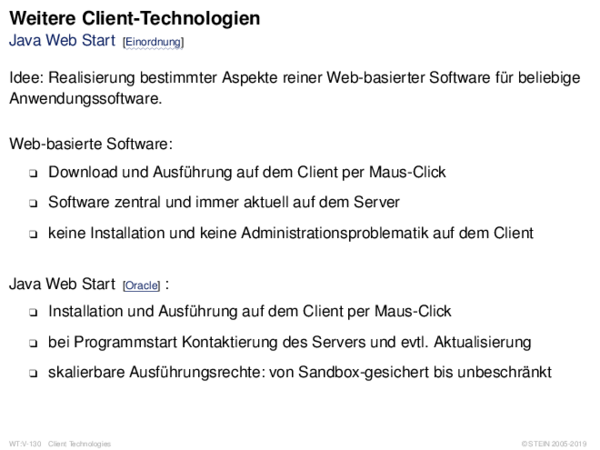 Weitere Client-Technologien
Java Web Start [Einordnung]
Idee: Realisierung bestimmter Aspekte reiner Web-basierter Software für beliebige
Anwendungssoftware.
Web-basierte Software:
❑ Download und Ausführung auf dem Client per Maus-Click
❑ Software zentral und immer aktuell auf dem Server
❑ keine Installation und keine Administrationsproblematik auf dem Client
Java Web Start [Oracle] :
❑ Installation und Ausführung auf dem Client per Maus-Click
❑ bei Programmstart Kontaktierung des Servers und evtl. Aktualisierung
❑ skalierbare Ausführungsrechte: von Sandbox-gesichert bis unbeschränkt
WT:V-130 Client Technologies © STEIN 2005-2019